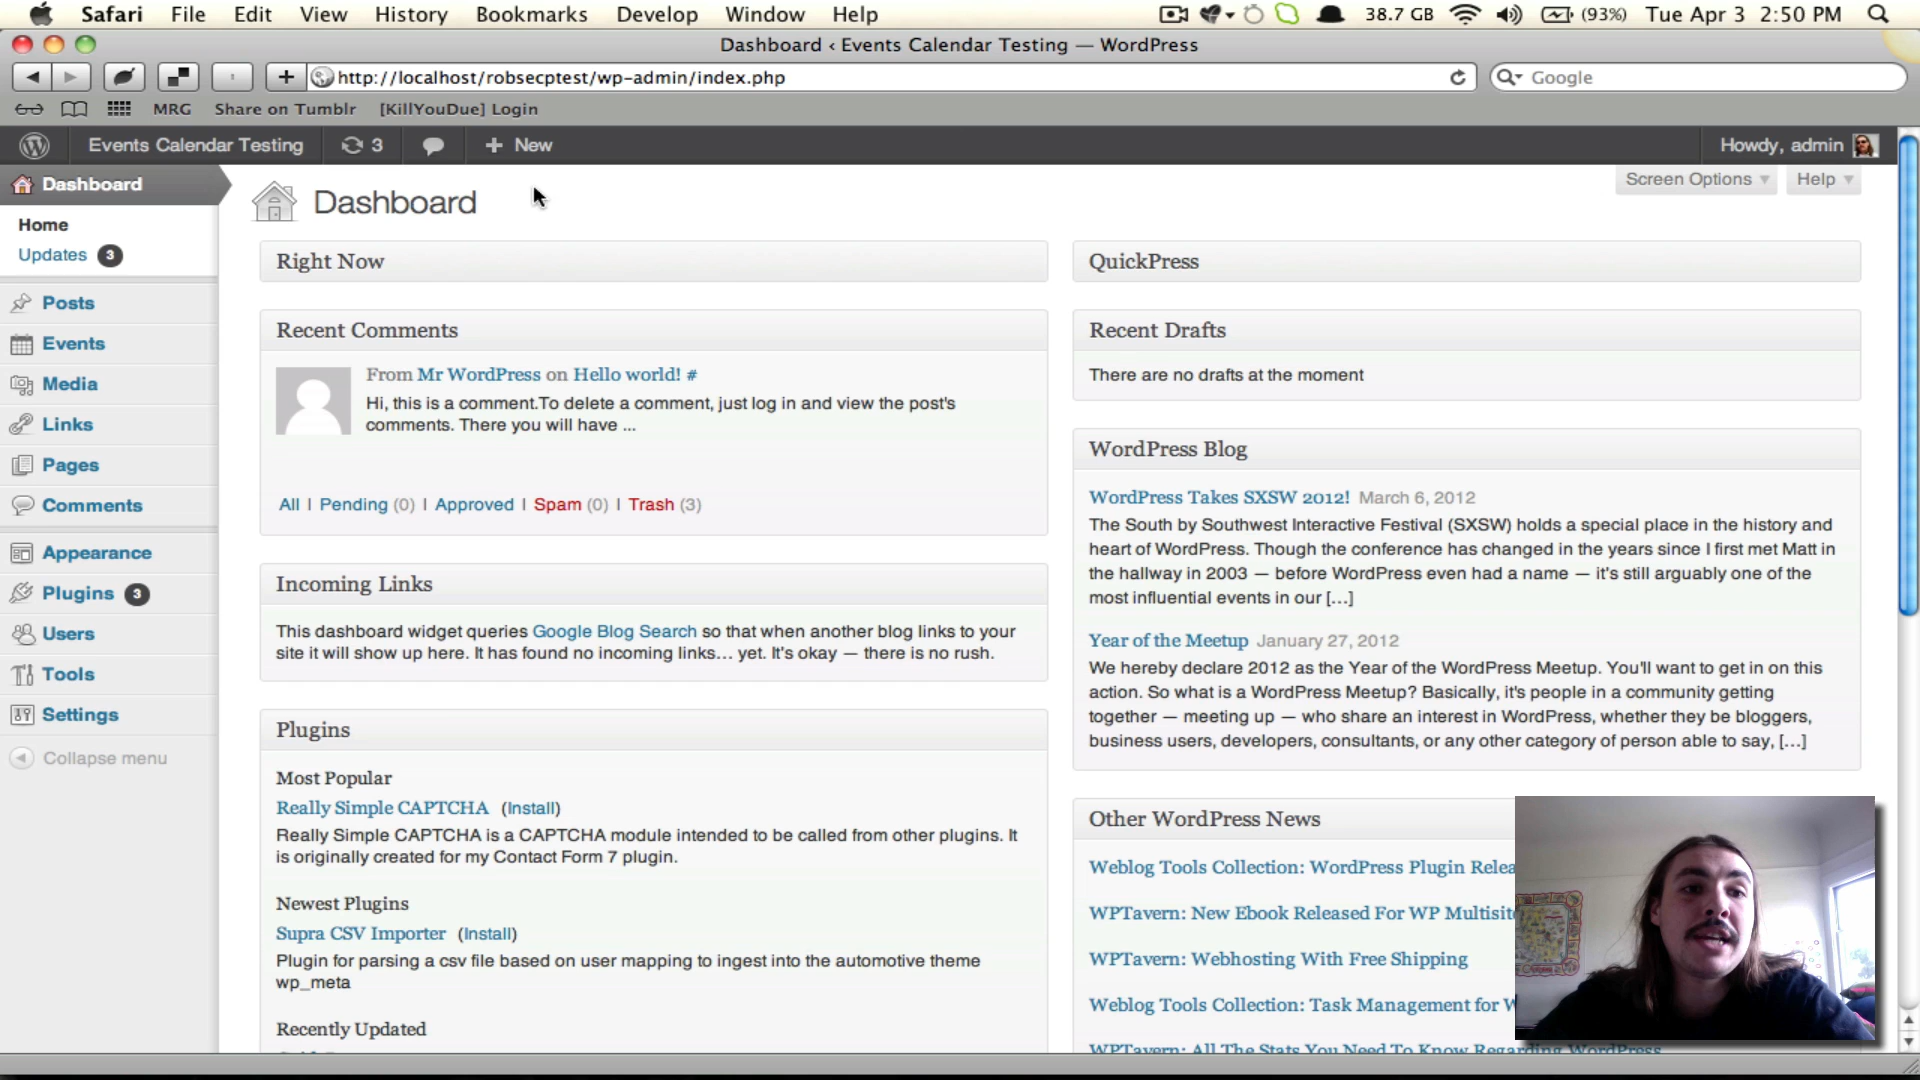 Safari File Edit View History Bookmarks Develop Window Help 38.7 GB (93%) Tue Apr 3 2:50 PM
Dashboard ‹ Events Calendar Testing — WordPress
http://localhost/robsecptest/wp-admin/index.php Google
MRG Share on Tumblr [KillYouDue] Login
Events Calendar Testing 3 + New Howdy, admin
Dashboard
Home
Updates 3
Posts
Events
Media
Links
Pages
Comments
Appearance
Plugins 3
Users
Tools
Settings
Collapse menu
Screen Options Help
Dashboard
Right Now
Recent Comments
From Mr WordPress on Hello world! #
Hi, this is a comment.To delete a comment, just log in and view the post's
comments. There you will have ...
All | Pending (0) | Approved | Spam (0) | Trash (3)
Incoming Links
This dashboard widget queries Google Blog Search so that when another blog links to your
site it will show up here. It has found no incoming links… yet. It's okay — there is no rush.
Plugins
Most Popular
Really Simple CAPTCHA (Install)
Really Simple CAPTCHA is a CAPTCHA module intended to be called from other plugins. It
is originally created for my Contact Form 7 plugin.
Newest Plugins
Supra CSV Importer (Install)
Plugin for parsing a csv file based on user mapping to ingest into the automotive theme
wp_meta
Recently Updated
QuickPress
Recent Drafts
There are no drafts at the moment
WordPress Blog
WordPress Takes SXSW 2012! March 6, 2012
The South by Southwest Interactive Festival (SXSW) holds a special place in the history and
heart of WordPress. Though the conference has changed in the years since I first met Matt in
the hallway in 2003 — before WordPress even had a name — it's still arguably one of the
most influential events in our […]
Year of the Meetup January 27, 2012
We hereby declare 2012 as the Year of the WordPress Meetup. You'll want to get in on this
action. So what is a WordPress Meetup? Basically, it's people in a community getting
together — meeting up — who share an interest in WordPress, whether they be bloggers,
business users, developers, consultants, or any other category of person able to say, […]
Other WordPress News
Weblog Tools Collection: WordPress Plugin Relea
WPTavern: New Ebook Released For WP Multisit
WPTavern: Webhosting With Free Shipping
Weblog Tools Collection: Task Management for W
WPTavern: All The Stats You Need To Know Regarding WordPress